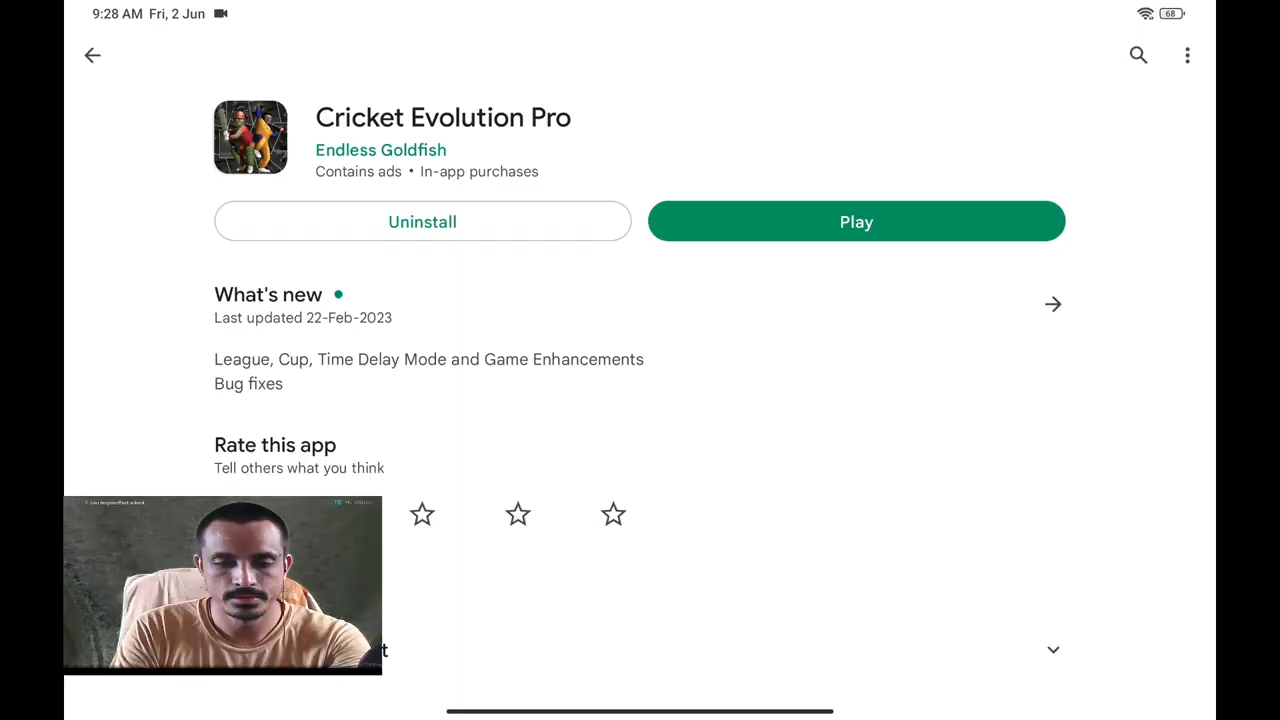 9:28 AM Fri, 2 Jun
68
Cricket Evolution Pro
Endless Goldfish
Contains ads • In-app purchases
Uninstall
Play
What's new
Last updated 22-Feb-2023
League, Cup, Time Delay Mode and Game Enhancements
Bug fixes
Rate this app
Tell others what you think
t